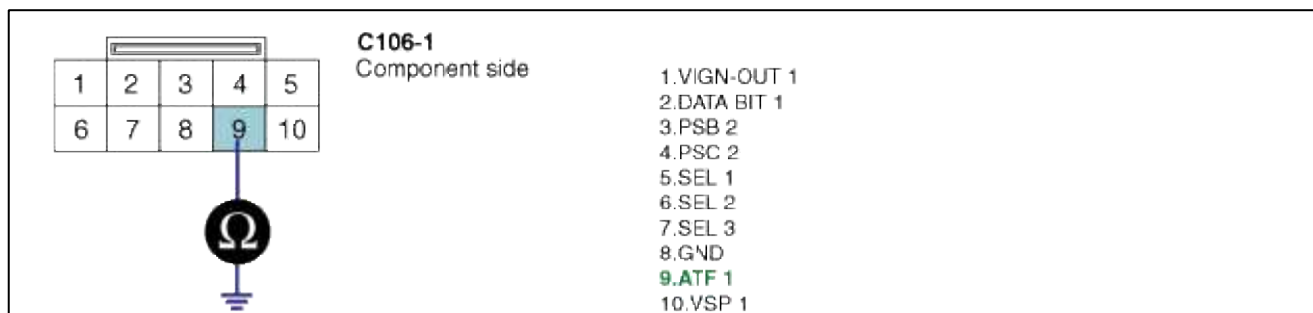 C106-1
Component side
1 2 3 4 5
6 7 8 9 10
Ω
1.VIGN-OUT 1
2.DATA BIT 1
3.PSB 2
4.PSC 2
5.SEL 1
6.SEL 2
7.SEL 3
8.GND
9.ATF 1
10.VSP 1